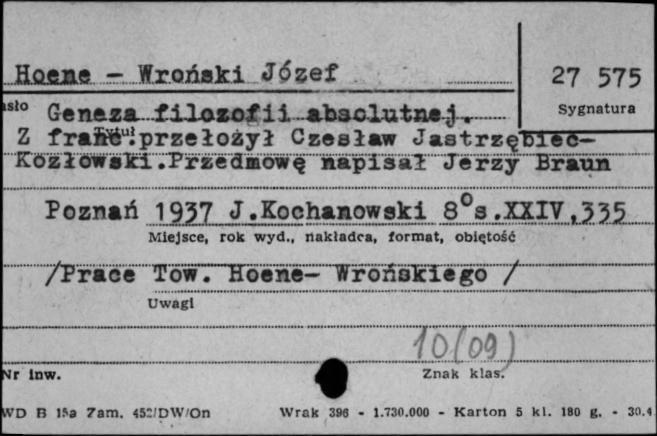 Hoene - Wroński Józef
27 575
Sygnatura
asło
Geneza filozofii absolutnej.
Tytuł
Z franc.przełożył Czesław Jastrzębiec-
Kozłowski.Przedmowę napisał Jerzy Braun
Poznań 1937 J.Kochanowski 8°s.XXIV,335
Miejsce, rok wyd., nakładca, format, obiętość
/Prace Tow. Hoene- Wrońskiego /
Uwagi
10(09)
Nr inw.
Znak klas.
WD B 15a Zam. 452/DW/On
Wrak 396 - 1.730.000 - Karton 5 kl. 180 g. - 30.4